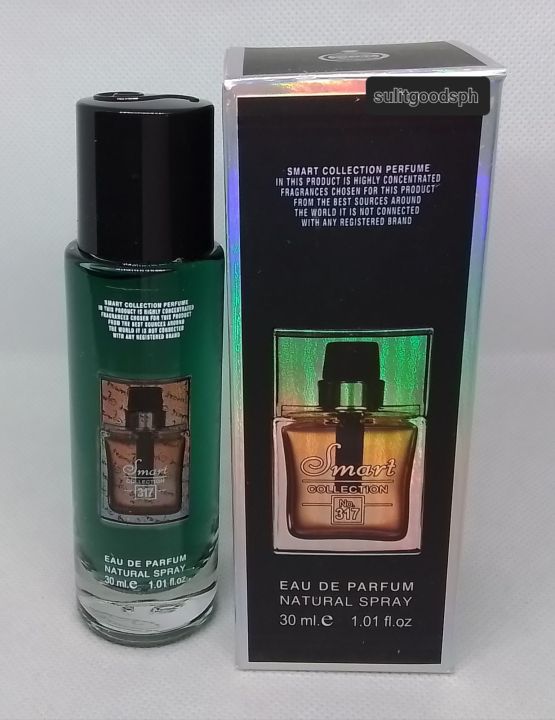 sulitgoodsph
SMART COLLECTION PERFUME
IN THIS PRODUCT IS HIGHLY CONCENTRATED
FRAGRANCES CHOSEN FOR THIS PRODUCT
FROM THE BEST SOURCES AROUND
THE WORLD IT IS NOT CONNECTED
WITH ANY REGISTERED BRAND
Smart
COLLECTION
No.
317
EAU DE PARFUM
NATURAL SPRAY
30 ml.e 1.01 fl.oz
SMART COLLECTION PERFUME
IN THIS PRODUCT IS HIGHLY CONCENTRATED
FRAGRANCES CHOSEN FOR THIS PRODUCT
FROM THE BEST SOURCES AROUND
THE WORLD IT IS NOT CONNECTED
WITH ANY REGISTERED BRAND
Smart
COLLECTION
317
EAU DE PARFUM
NATURAL SPRAY
30 ml.e 1.01 fl.oz